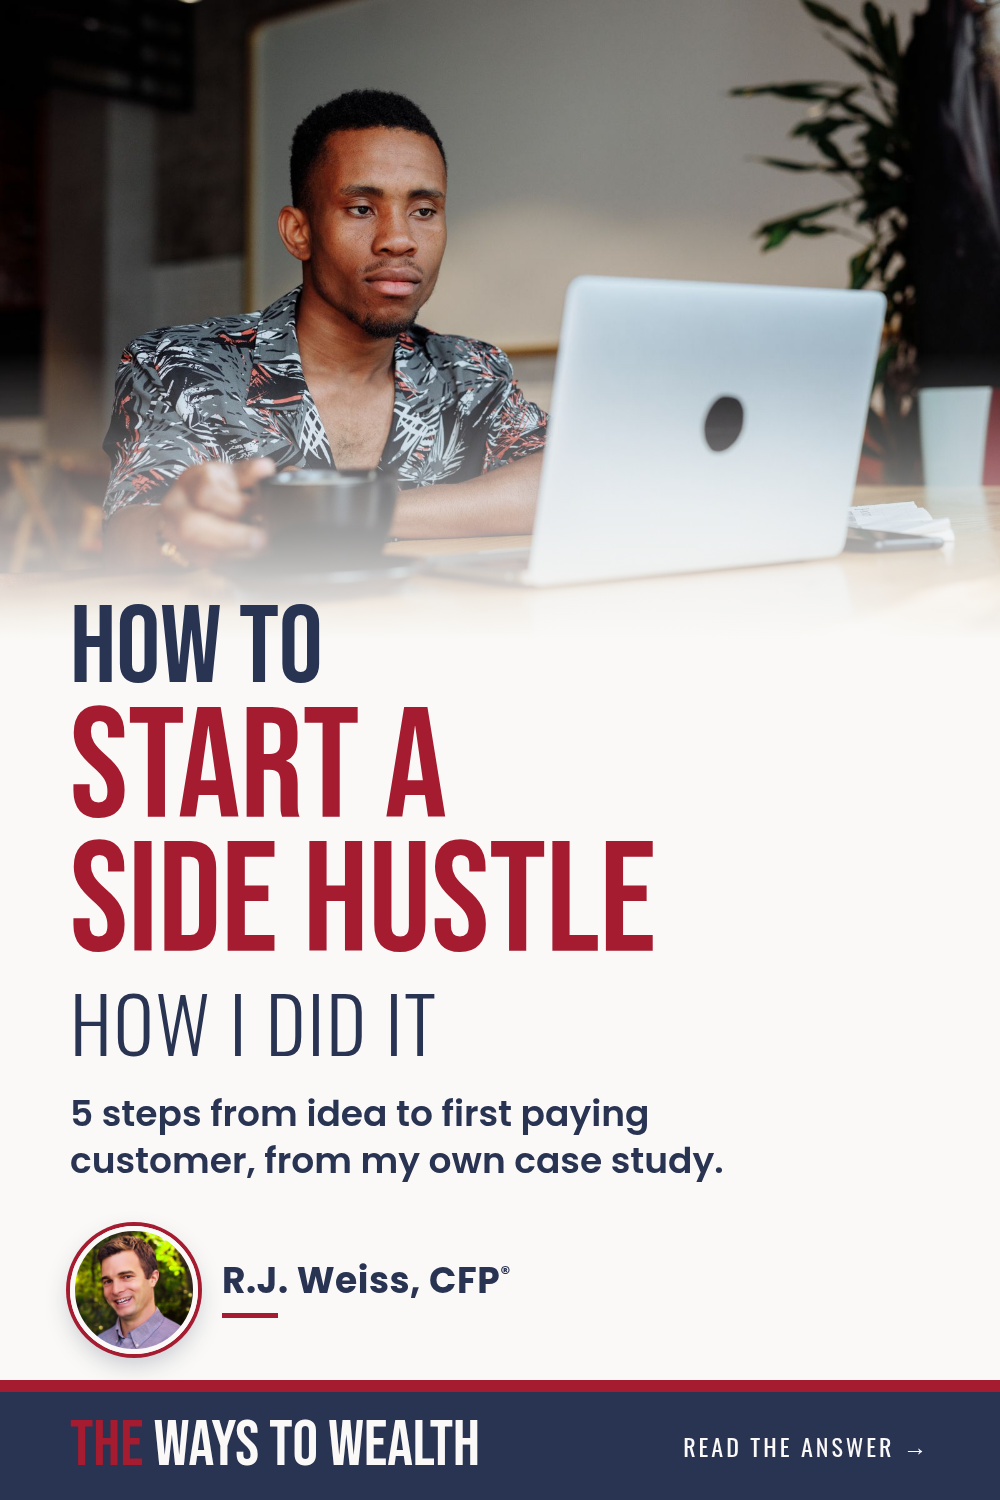 HOW TO
START A
SIDE HUSTLE
HOW I DID IT
5 steps from idea to first paying
customer, from my own case study.
R.J. Weiss, CFP®
THE WAYS TO WEALTH
READ THE ANSWER →